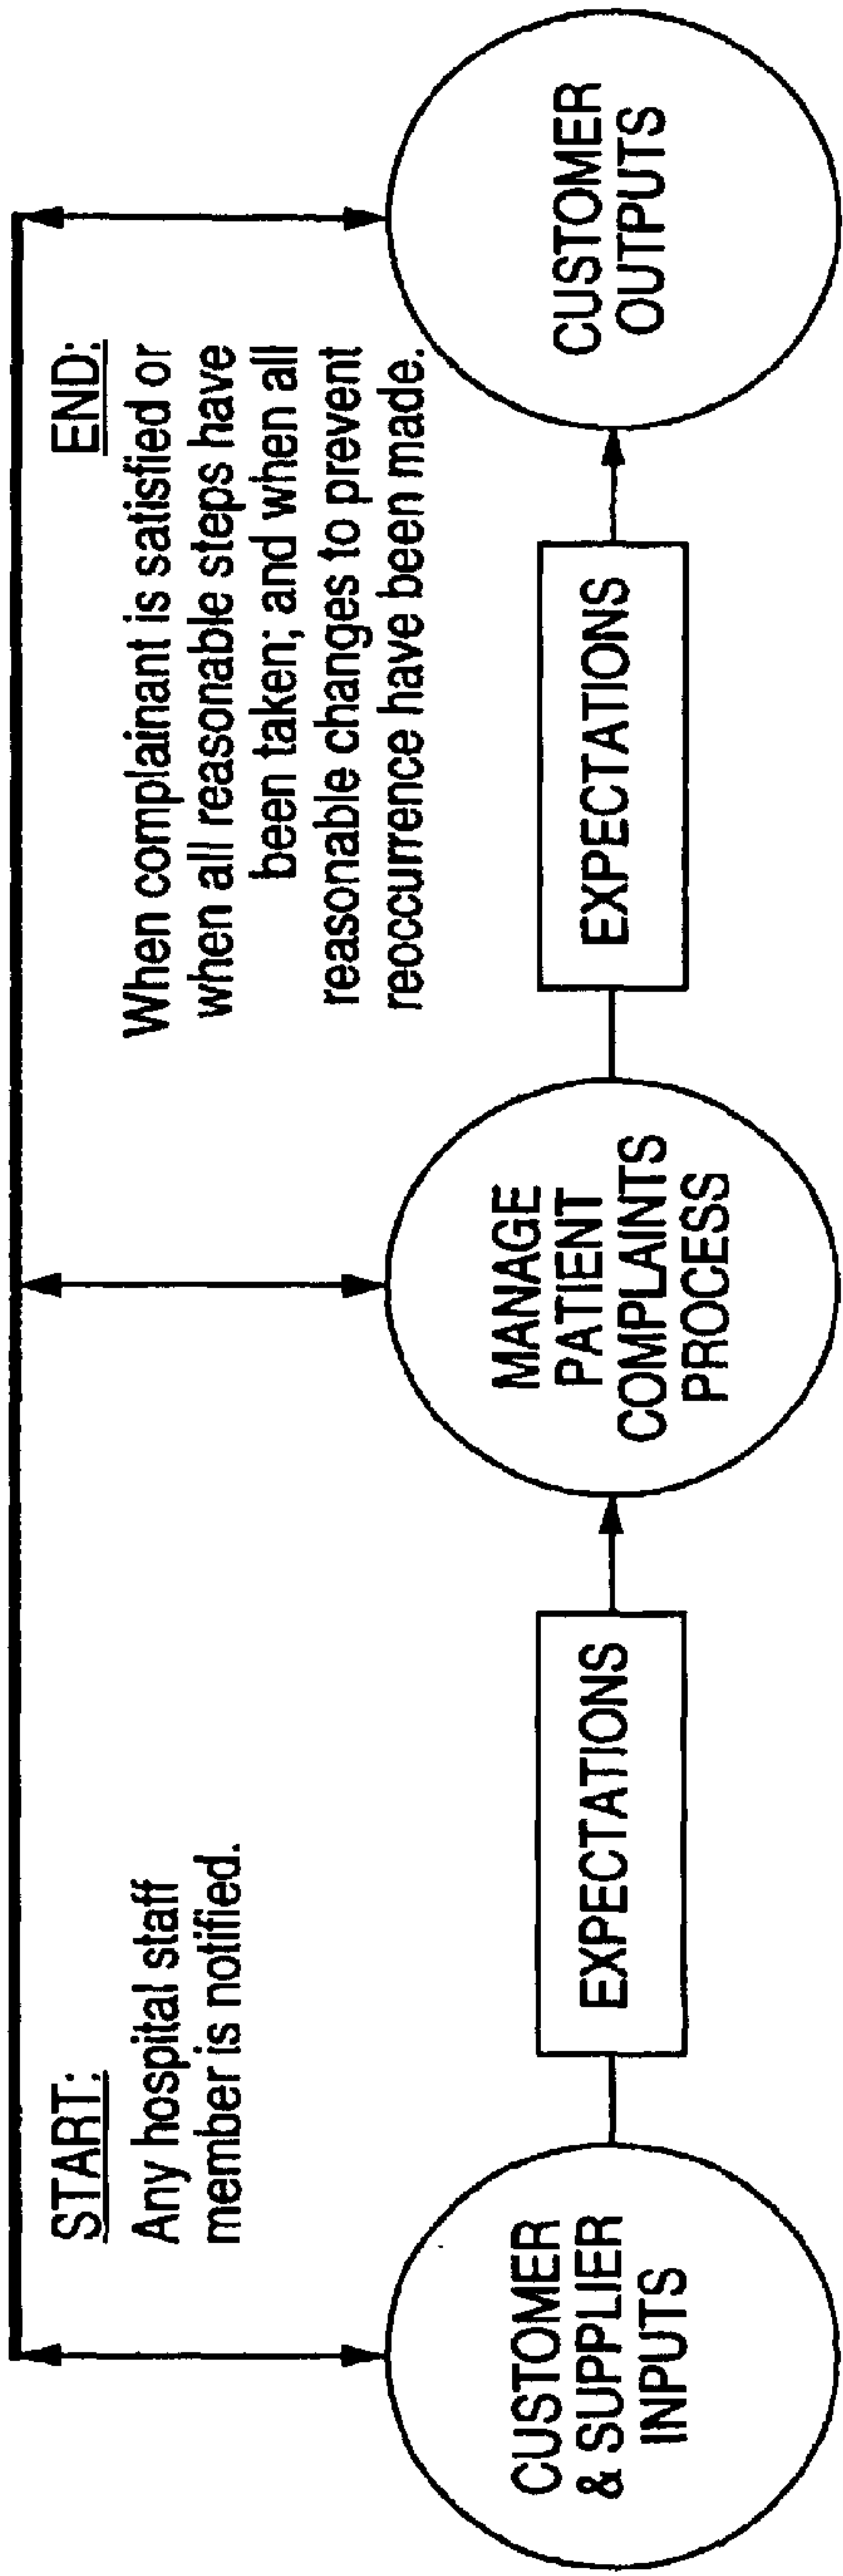 START:
Any hospital staff
member is notified.
END:
When complainant is satisfied or
when all reasonable steps have
been taken; and when all
reasonable changes to prevent
reoccurrence have been made.
CUSTOMER
& SUPPLIER
INPUTS
EXPECTATIONS
MANAGE
PATIENT
COMPLAINTS
PROCESS
EXPECTATIONS
CUSTOMER
OUTPUTS